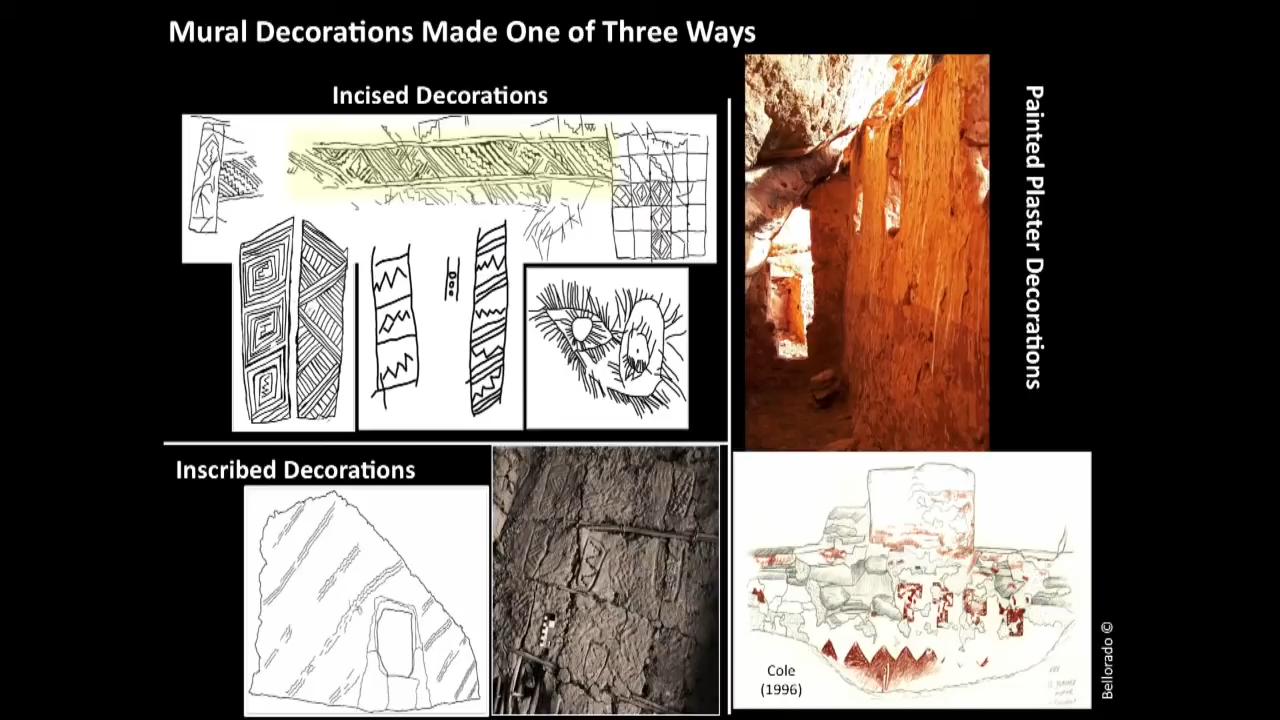 Mural Decorations Made One of Three Ways
Incised Decorations
Painted Plaster Decorations
Inscribed Decorations
Cole
(1996)
Bellorado ©